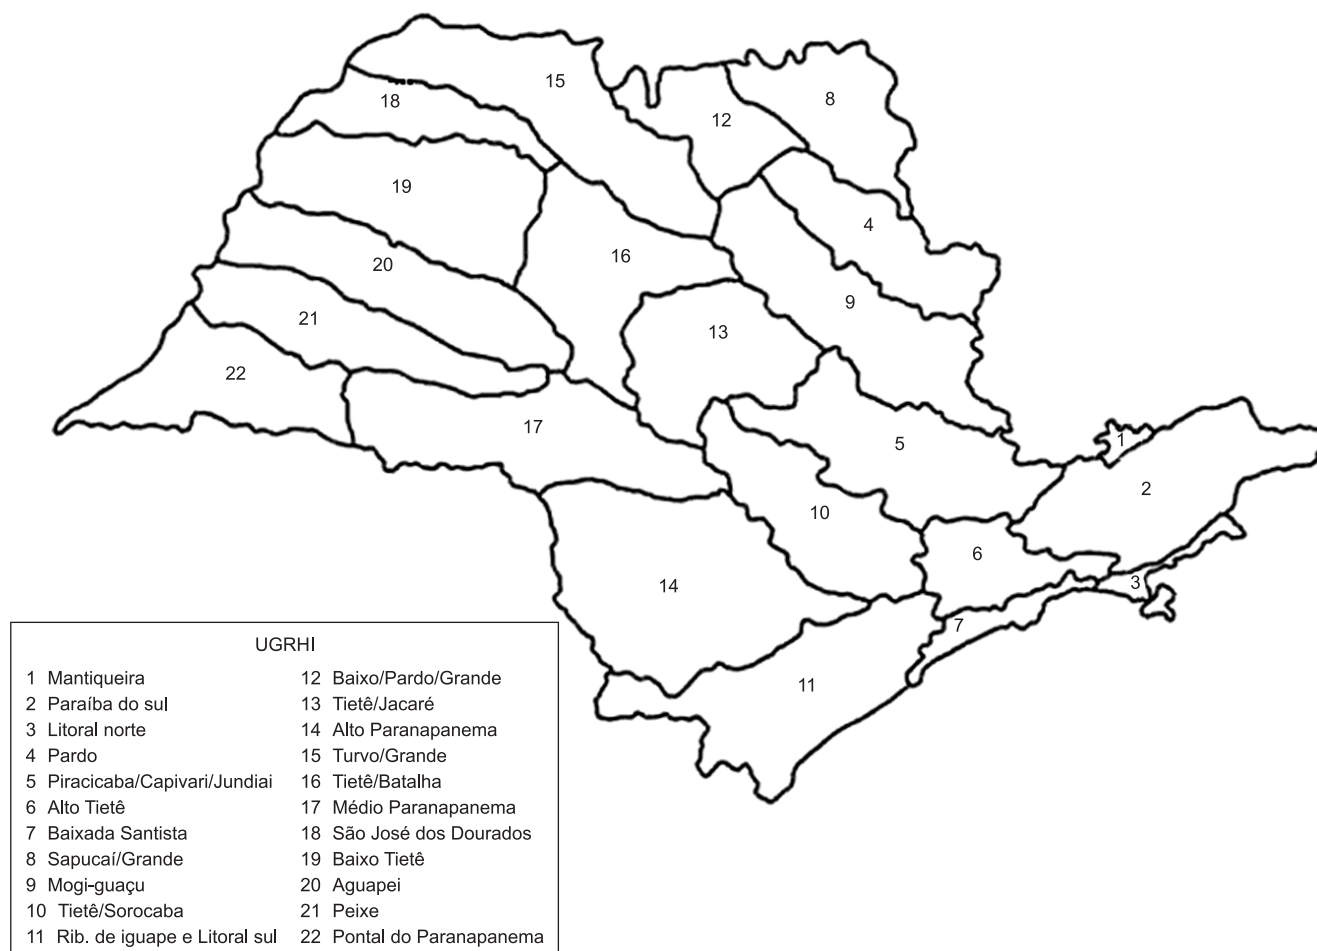 15
18
8
12
19
4
16
20
9
21
13
22
17
5
1
2
10
6
14
3
7
11
UGRHI
1 Mantiqueira
2 Paraíba do sul
3 Litoral norte
4 Pardo
5 Piracicaba/Capivari/Jundiai
6 Alto Tietê
7 Baixada Santista
8 Sapucaí/Grande
9 Mogi-guaçu
10 Tietê/Sorocaba
11 Rib. de iguape e Litoral sul
12 Baixo/Pardo/Grande
13 Tietê/Jacaré
14 Alto Paranapanema
15 Turvo/Grande
16 Tietê/Batalha
17 Médio Paranapanema
18 São José dos Dourados
19 Baixo Tietê
20 Aguapei
21 Peixe
22 Pontal do Paranapanema